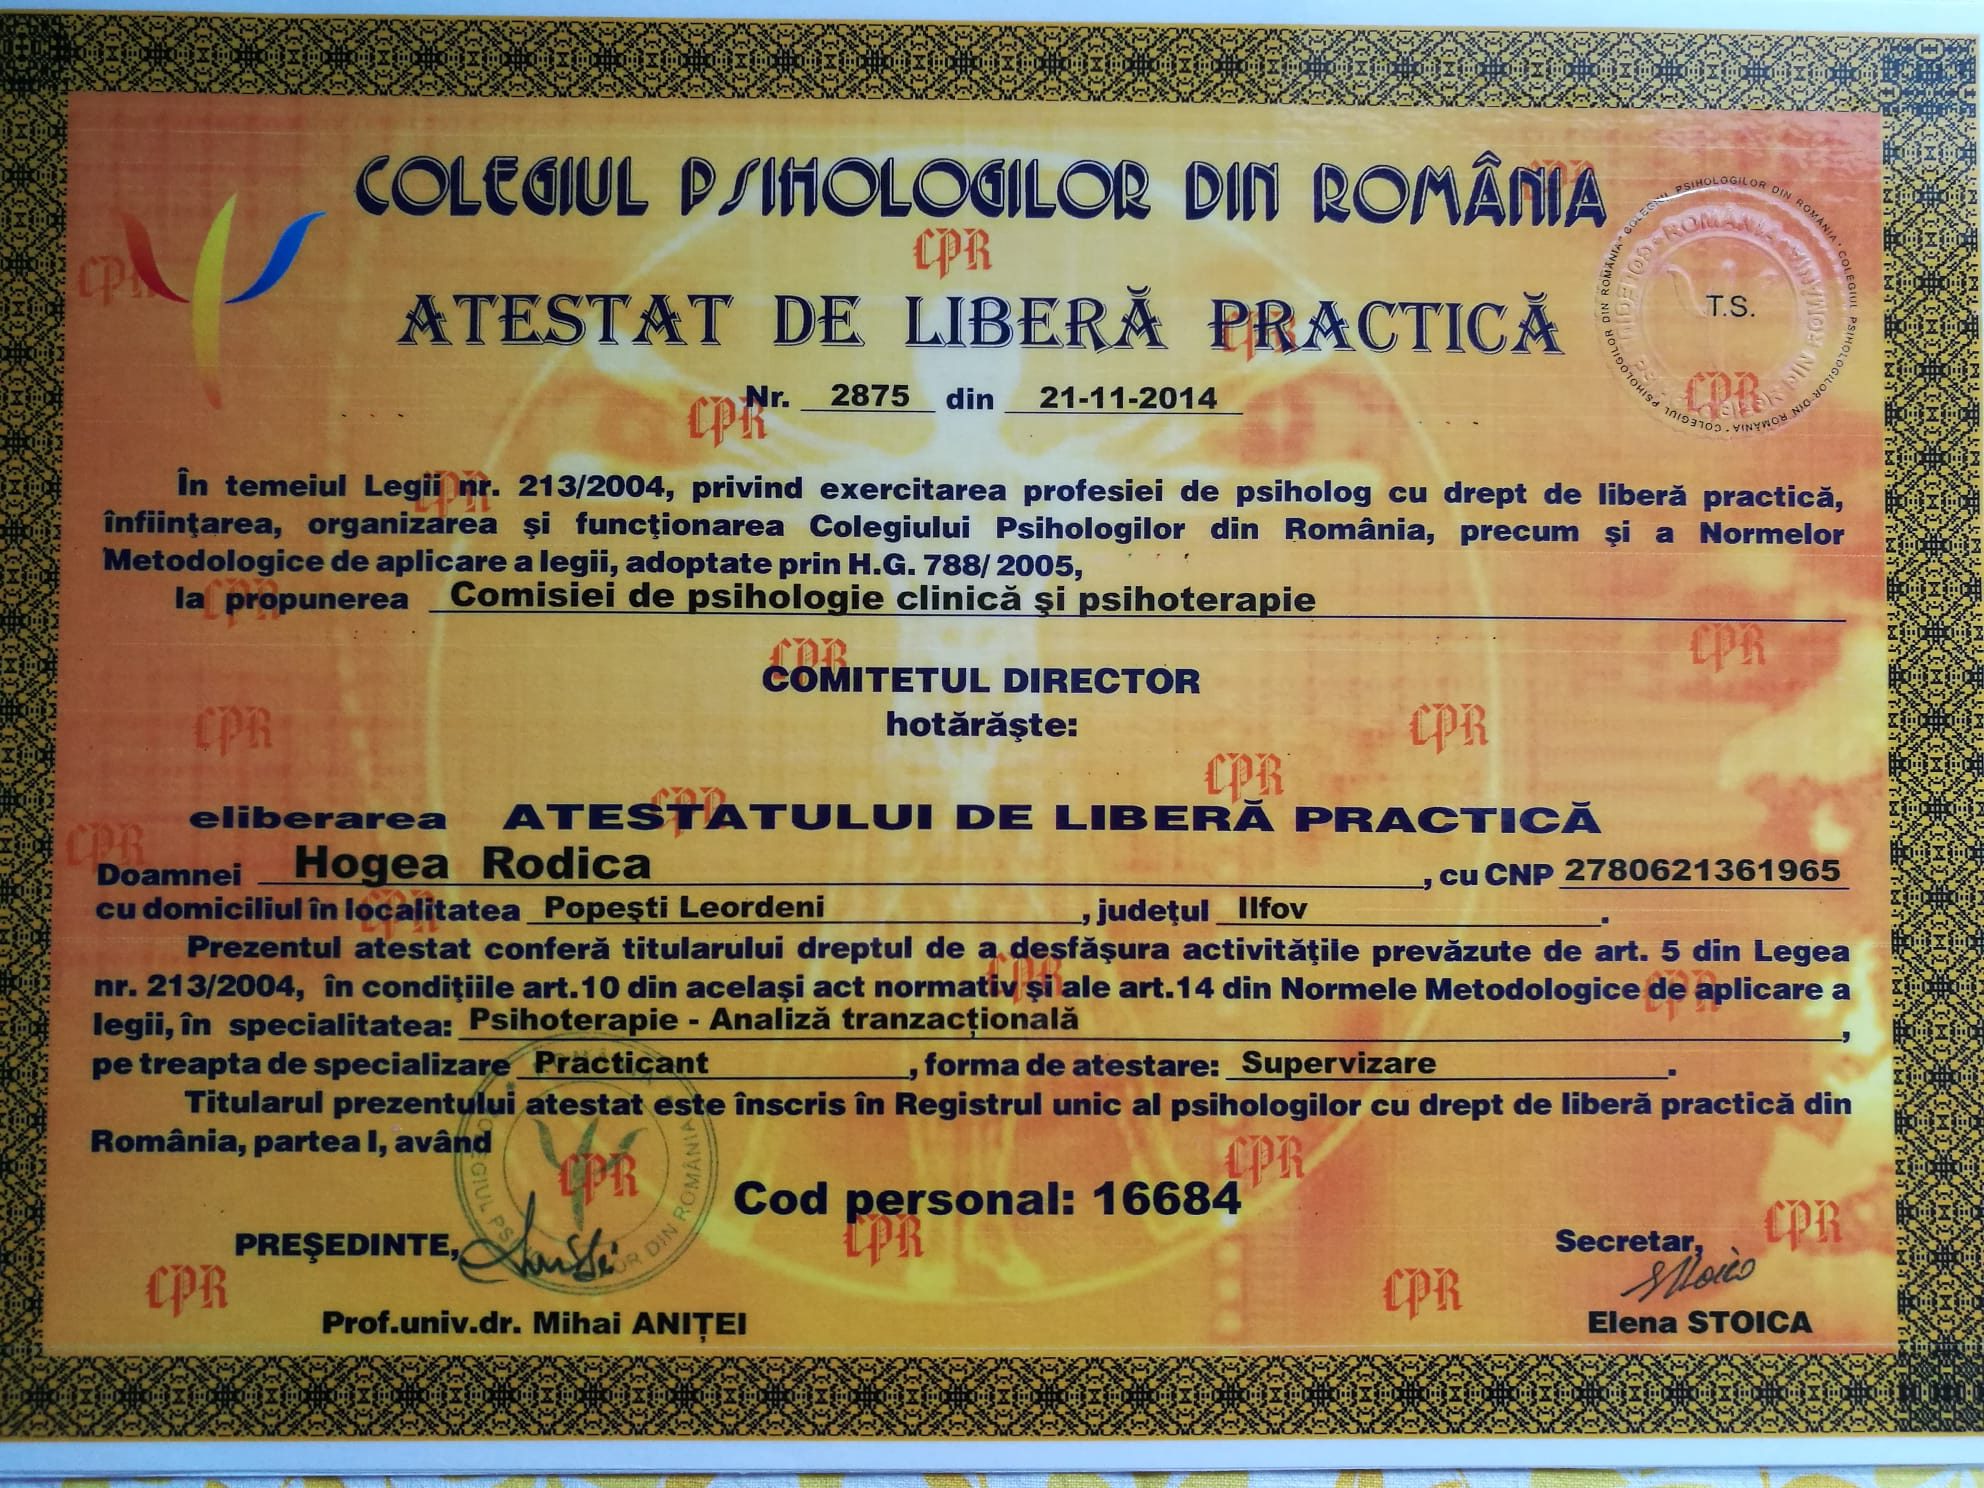 COLEGIUL PSIHOLOGILOR DIN ROMÂNIA
ATESTAT DE LIBERĂ PRACTICĂ
Nr. 2875 din 21-11-2014
T.S.
În temeiul Legii nr. 213/2004, privind exercitarea profesiei de psiholog cu drept de liberă practică,
înfiinţarea, organizarea şi funcţionarea Colegiului Psihologilor din România, precum şi a Normelor
Metodologice de aplicare a legii, adoptate prin H.G. 788/ 2005,
la propunerea Comisiei de psihologie clinică şi psihoterapie
COMITETUL DIRECTOR
hotărăşte:
eliberarea ATESTATULUI DE LIBERĂ PRACTICĂ
Doamnei Hogea Rodica, cu CNP 2780621361965
cu domiciliul în localitatea Popeşti Leordeni, judeţul Ilfov.
Prezentul atestat conferă titularului dreptul de a desfăşura activităţile prevăzute de art. 5 din Legea
nr. 213/2004, în condiţiile art.10 din acelaşi act normativ şi ale art.14 din Normele Metodologice de aplicare a
legii, în specialitatea: Psihoterapie - Analiză tranzacţională,
pe treapta de specializare Practicant, forma de atestare: Supervizare.
Titularul prezentului atestat este înscris în Registrul unic al psihologilor cu drept de liberă practică din
România, partea I, având
Cod personal: 16684
PREŞEDINTE,
Secretar,
Prof.univ.dr. Mihai ANIŢEI
Elena STOICA